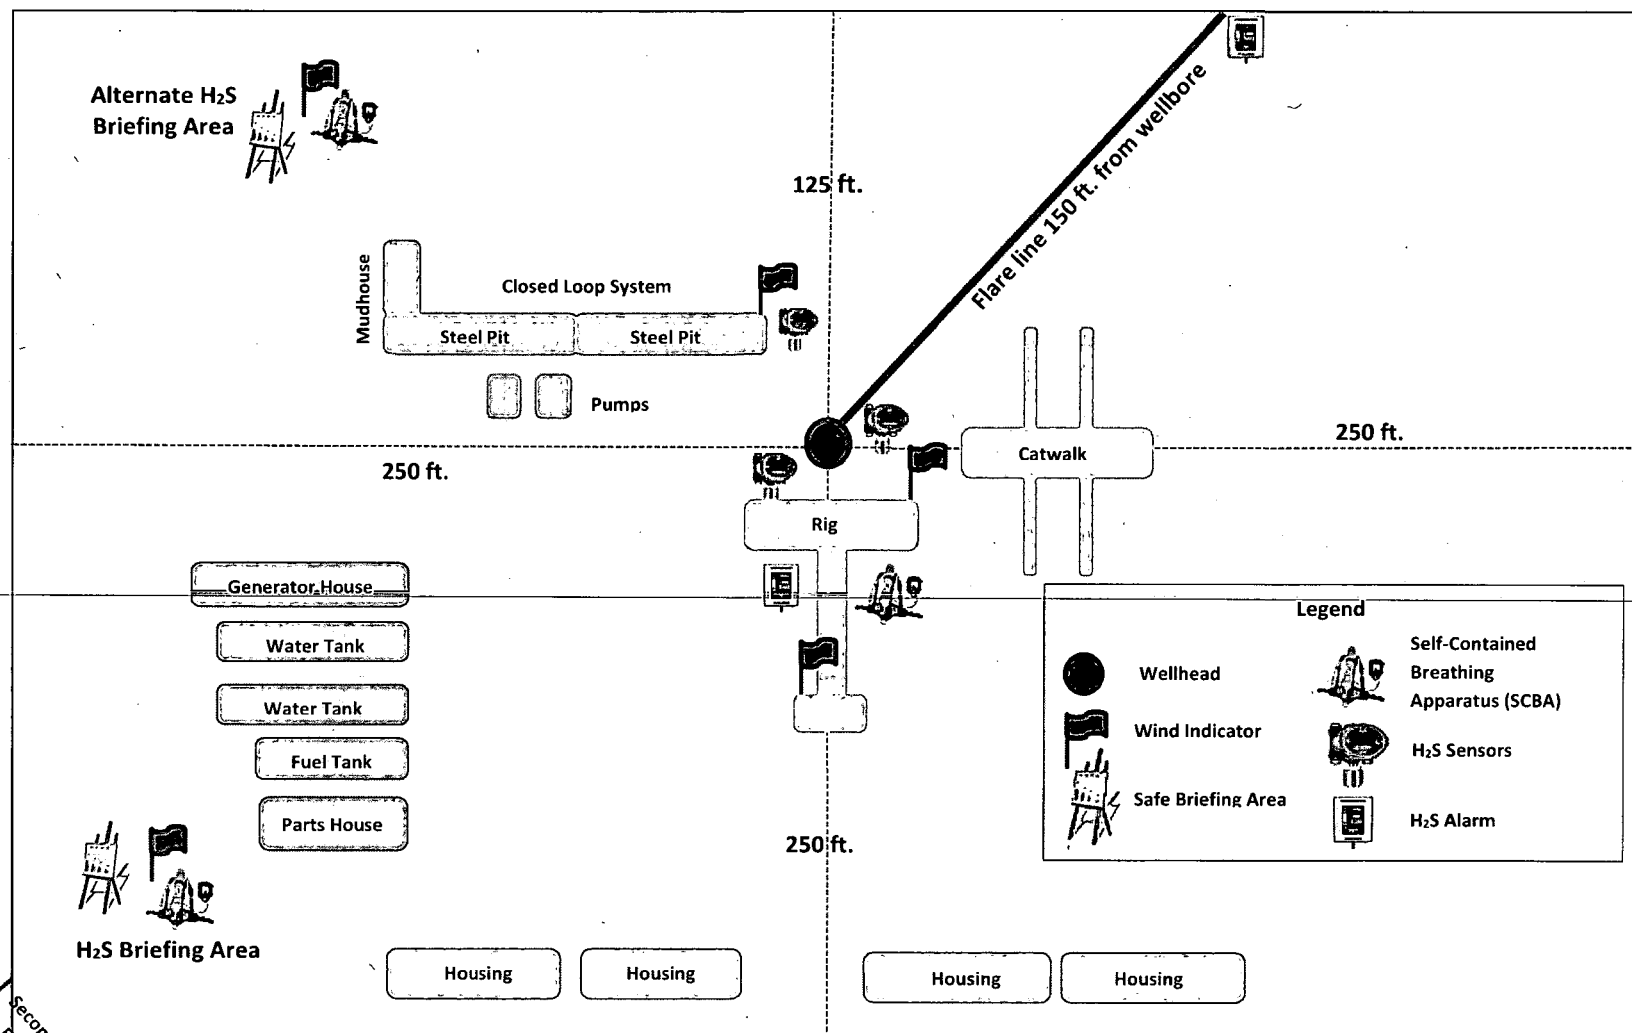 Alternate H₂S
Briefing Area
125 ft.
Flare line 150 ft. from wellbore
Mudhouse
Closed Loop System
Steel Pit
Steel Pit
Pumps
250 ft.
250 ft.
Catwalk
Rig
Generator House
Water Tank
Water Tank
Fuel Tank
Parts House
250 ft.
H₂S Briefing Area
Housing
Housing
Housing
Housing
Legend
Wellhead
Wind Indicator
Safe Briefing Area
Self-Contained
Breathing
Apparatus (SCBA)
H₂S Sensors
H₂S Alarm